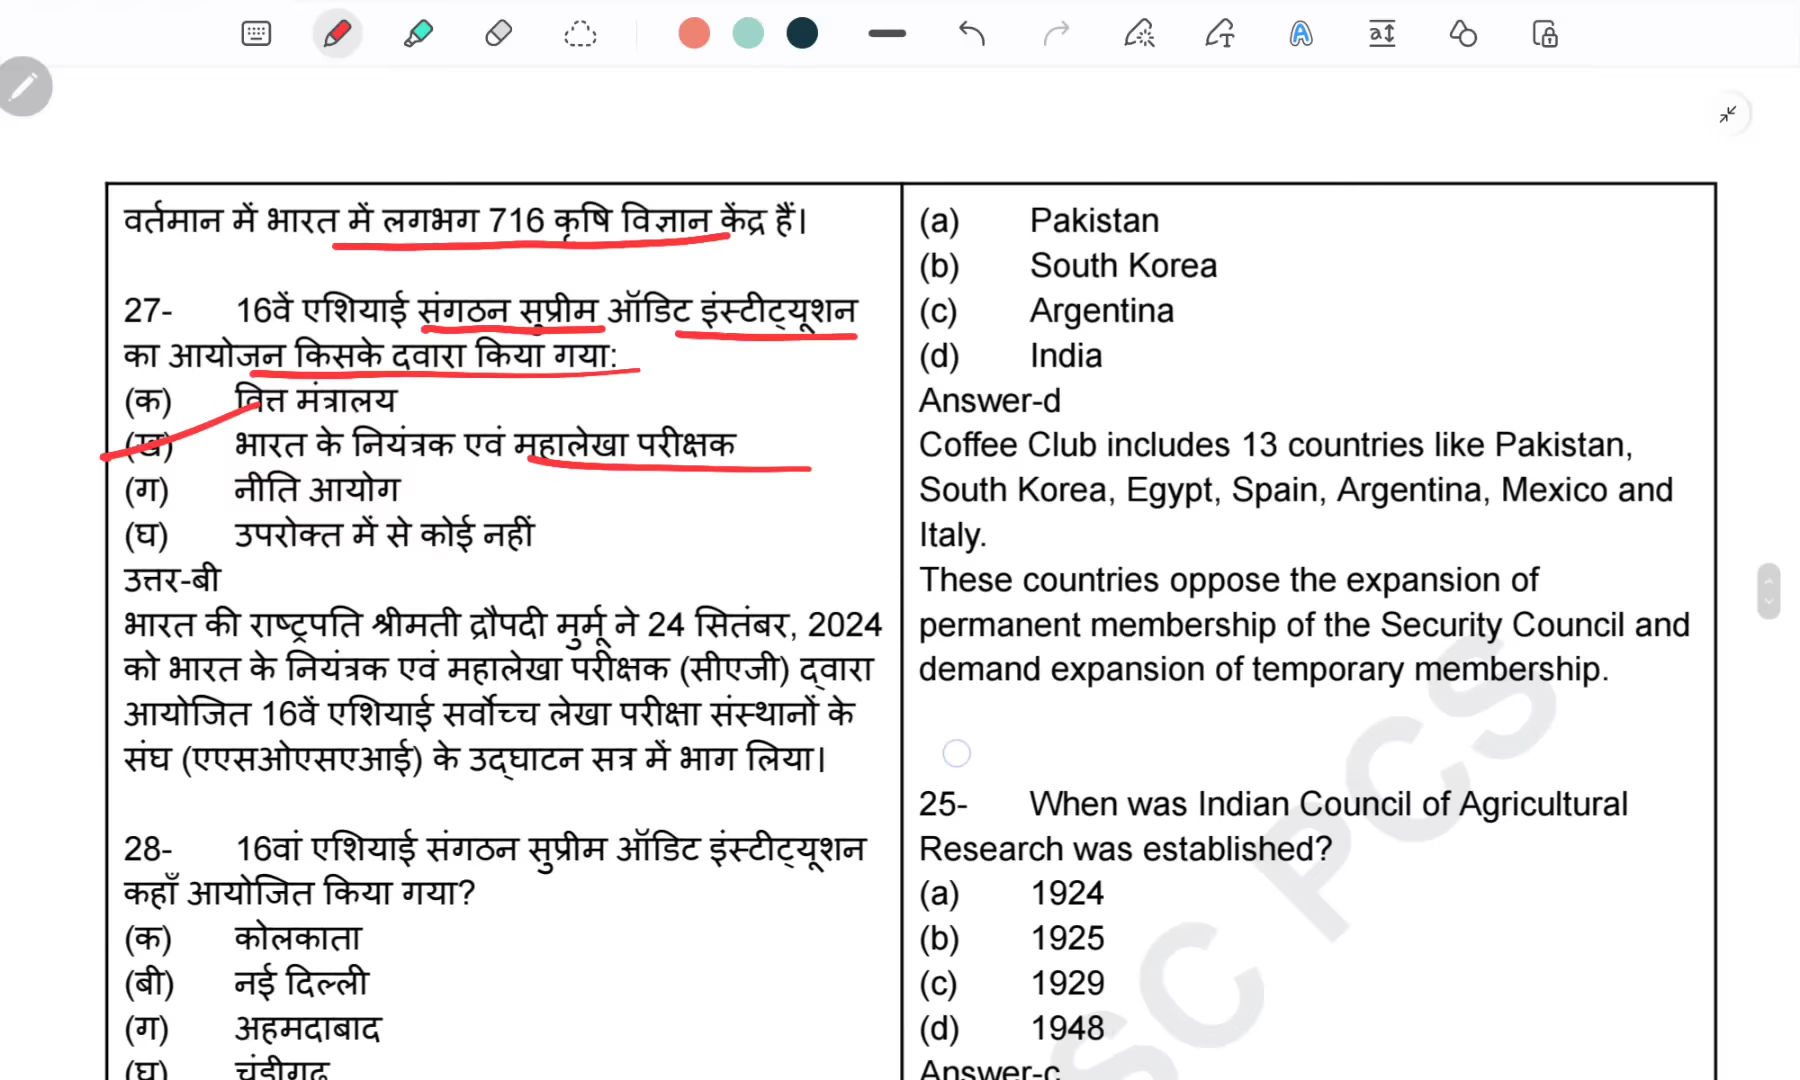 वर्तमान में भारत में लगभग 716 कृषि विज्ञान केंद्र हैं।
27- 16वें एशियाई संगठन सुप्रीम ऑडिट इंस्टीट्यूशन
का आयोजन किसके दवारा किया गया:
(क) वित्त मंत्रालय
(ख) भारत के नियंत्रक एवं महालेखा परीक्षक
(ग) नीति आयोग
(घ) उपरोक्त में से कोई नहीं
उत्तर-बी
भारत की राष्ट्रपति श्रीमती द्रौपदी मुर्मू ने 24 सितंबर, 2024
को भारत के नियंत्रक एवं महालेखा परीक्षक (सीएजी) द्वारा
आयोजित 16वें एशियाई सर्वोच्च लेखा परीक्षा संस्थानों के
संघ (एएसओएसएआई) के उद्घाटन सत्र में भाग लिया।
28- 16वां एशियाई संगठन सुप्रीम ऑडिट इंस्टीट्यूशन
कहाँ आयोजित किया गया?
(क) कोलकाता
(बी) नई दिल्ली
(ग) अहमदाबाद
(घ) चंडीगढ़
(a) Pakistan
(b) South Korea
(c) Argentina
(d) India
Answer-d
Coffee Club includes 13 countries like Pakistan,
South Korea, Egypt, Spain, Argentina, Mexico and
Italy.
These countries oppose the expansion of
permanent membership of the Security Council and
demand expansion of temporary membership.
25- When was Indian Council of Agricultural
Research was established?
(a) 1924
(b) 1925
(c) 1929
(d) 1948
Answer-c
SC PCS